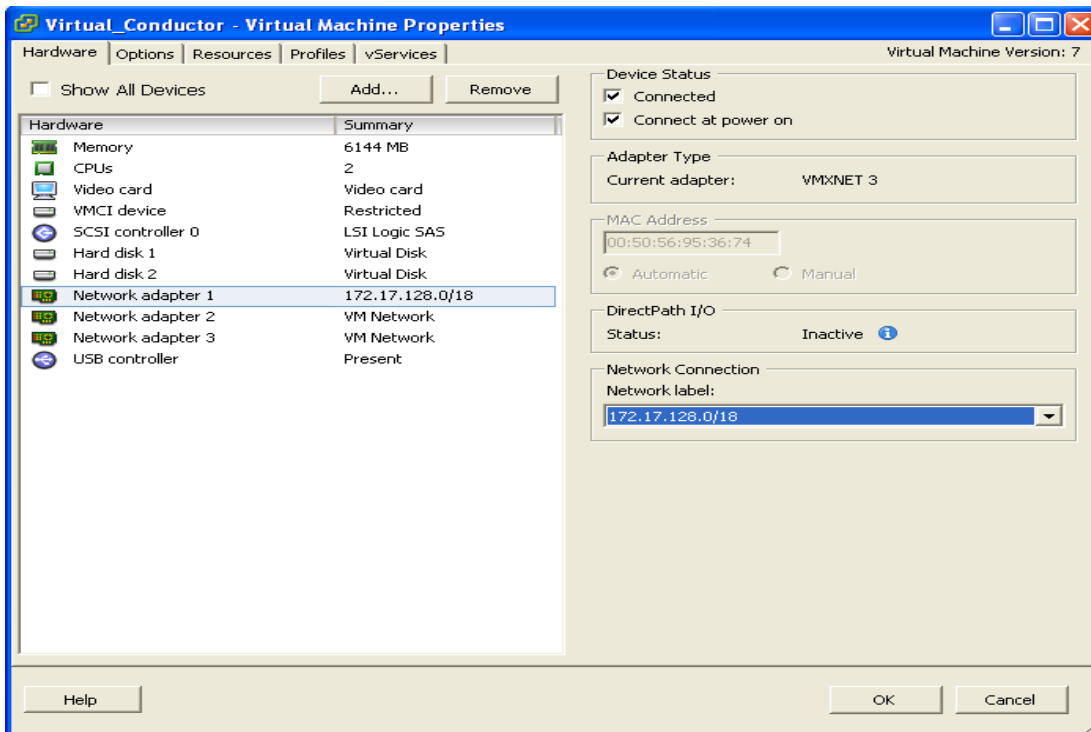 Virtual_Conductor - Virtual Machine Properties
Hardware Options Resources Profiles vServices Virtual Machine Version: 7
Show All Devices Add... Remove
Hardware Summary
Memory 6144 MB
CPUs 2
Video card Video card
VMCI device Restricted
SCSI controller 0 LSI Logic SAS
Hard disk 1 Virtual Disk
Hard disk 2 Virtual Disk
Network adapter 1 172.17.128.0/18
Network adapter 2 VM Network
Network adapter 3 VM Network
USB controller Present
Device Status
Connected
Connect at power on
Adapter Type
Current adapter: VMXNET 3
MAC Address
00:50:56:95:36:74
Automatic Manual
DirectPath I/O
Status: Inactive
Network Connection
Network label:
172.17.128.0/18
Help OK Cancel